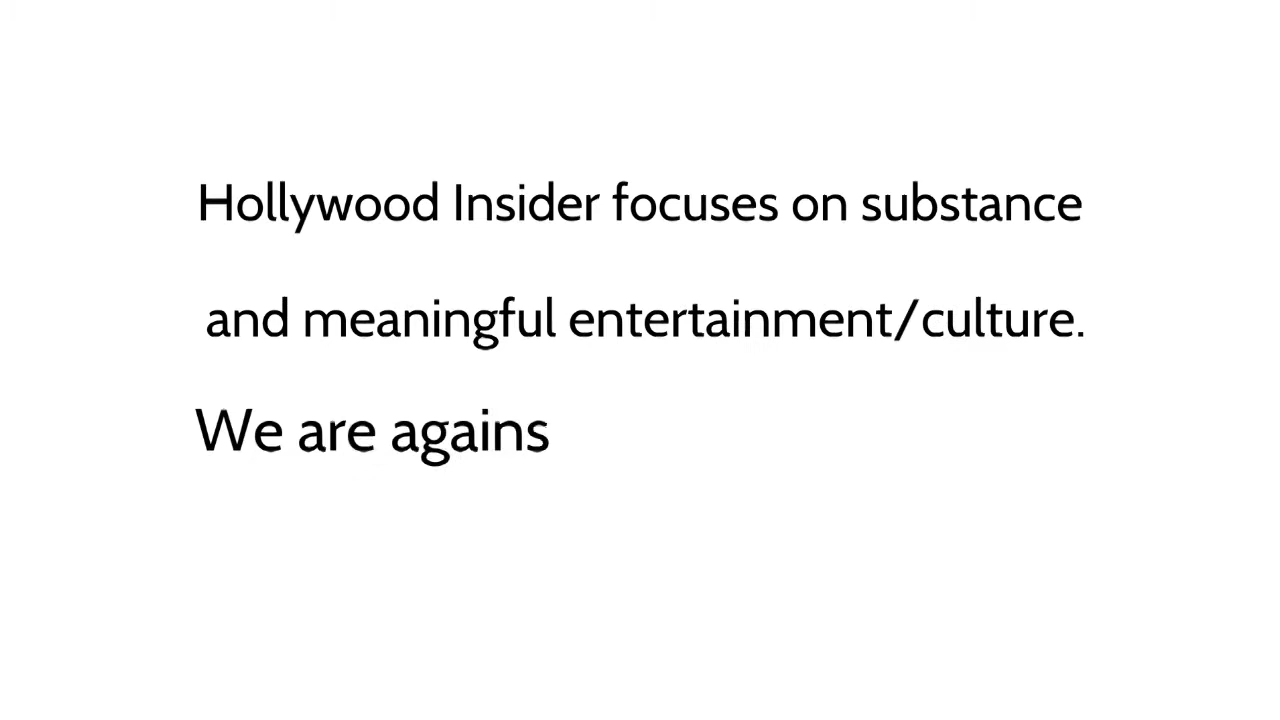 Hollywood Insider focuses on substance
and meaningful entertainment/culture.
We are agains